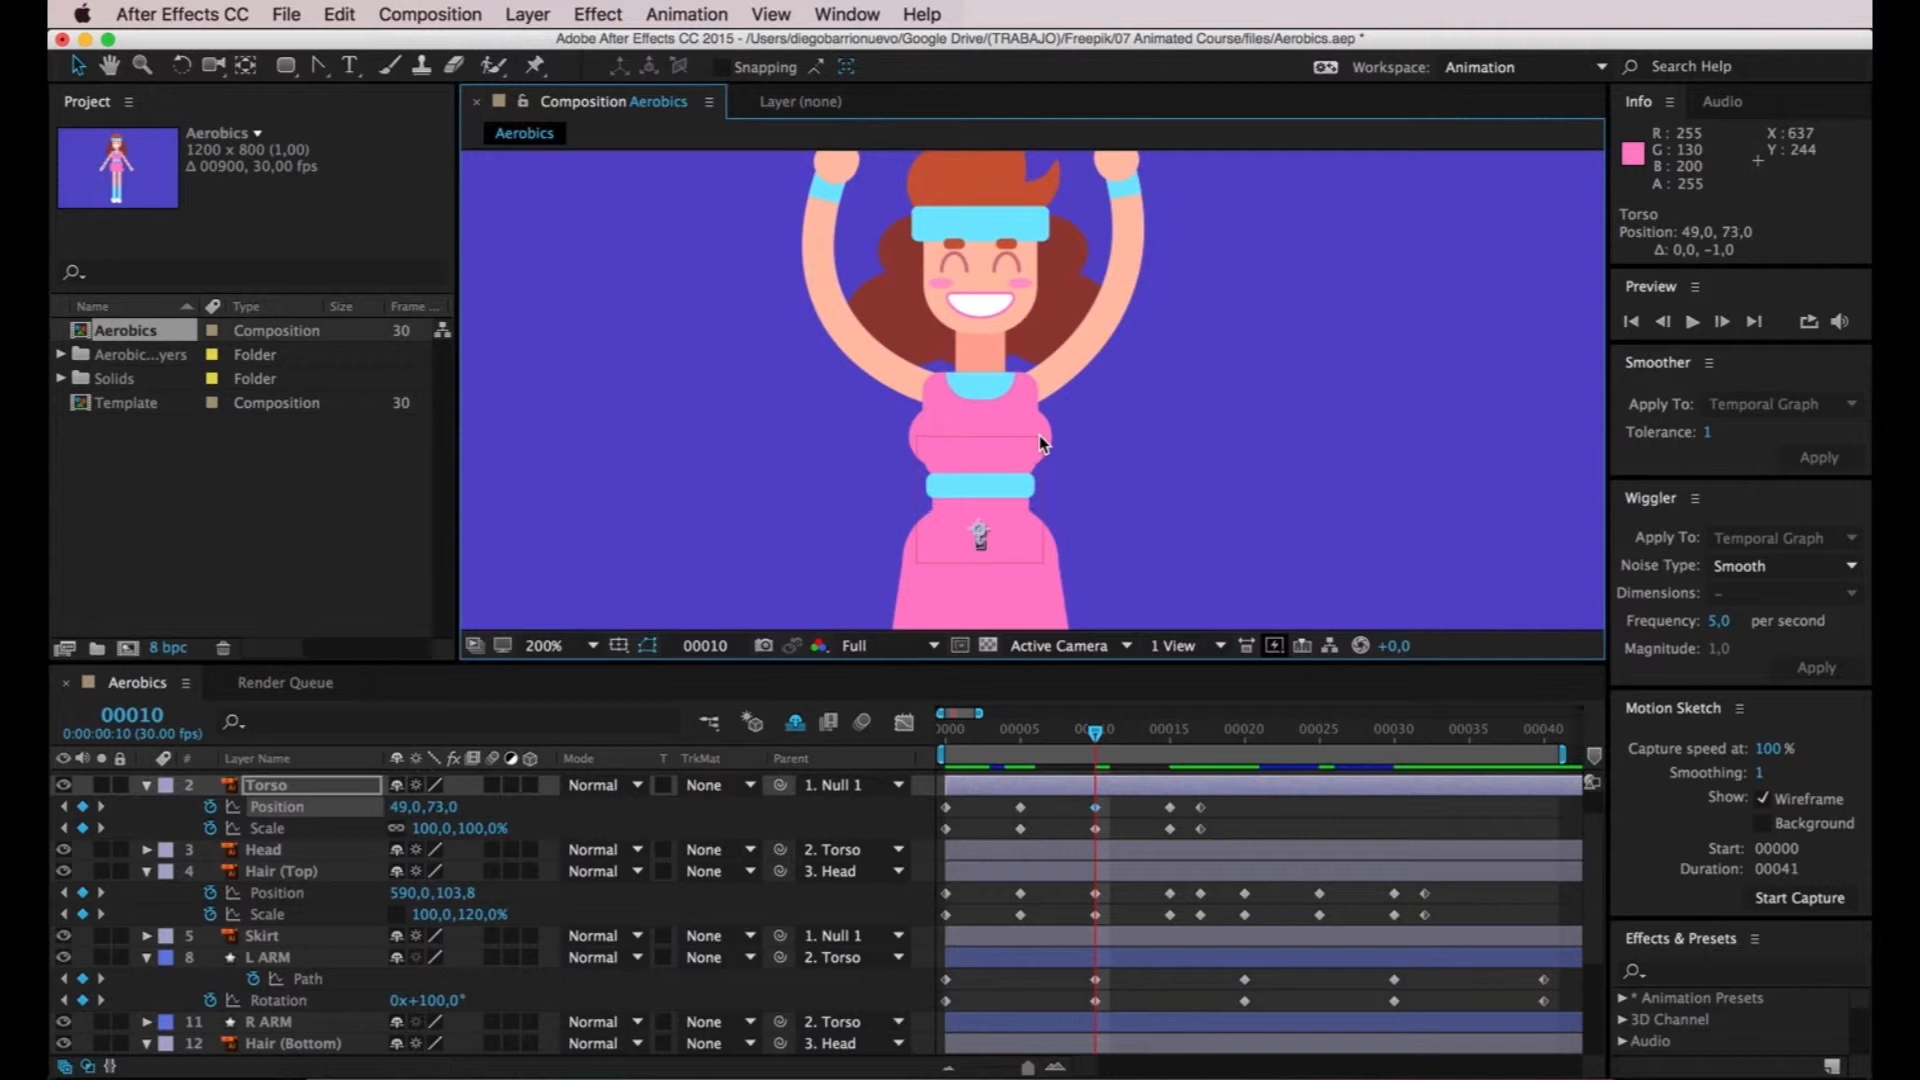 After Effects CC File Edit Composition Layer Effect Animation View Window Help
Adobe After Effects CC 2015 - /Users/diegobarrionuevo/Google Drive/(TRABAJO)/Freepik/07 Animated Course/files/Aerobics.aep *
Snapping Workspace: Animation Search Help
Project
Aerobics
1200 x 800 (1,00)
Δ 00900, 30,00 fps
Name Type Size Frame ...
Aerobics Composition 30
Aerobic...yers Folder
Solids Folder
Template Composition 30
8 bpc
Composition Aerobics Layer (none)
Aerobics
200% 00010 Full Active Camera 1 View +0,0
Info Audio
R : 255 X :637
G : 130 Y : 244
B : 200
A : 255
Torso
Position: 49,0, 73,0
Δ: 0,0, -1,0
Preview
Smoother
Apply To: Temporal Graph
Tolerance: 1
Apply
Wiggler
Apply To: Temporal Graph
Noise Type: Smooth
Dimensions: -
Frequency: 5,0 per second
Magnitude: 1,0
Apply
Motion Sketch
Capture speed at: 100 %
Smoothing: 1
Show: Wireframe
Background
Start: 00000
Duration: 00041
Start Capture
Effects & Presets
* Animation Presets
3D Channel
Audio
Aerobics Render Queue
00010
0:00:00:10 (30.00 fps)
0000 00005 00010 00015 00020 00025 00030 00035 00040
# Layer Name fx Mode T TrkMat Parent
2 Torso Normal None 1. Null 1
Position 49,0,73,0
Scale 100,0,100,0%
3 Head Normal None 2. Torso
4 Hair (Top) Normal None 3. Head
Position 590,0,103,8
Scale 100,0,120,0%
5 Skirt Normal None 1. Null 1
8 L ARM Normal None 2. Torso
Path
Rotation 0x+100,0°
11 R ARM Normal None 2. Torso
12 Hair (Bottom) Normal None 3. Head